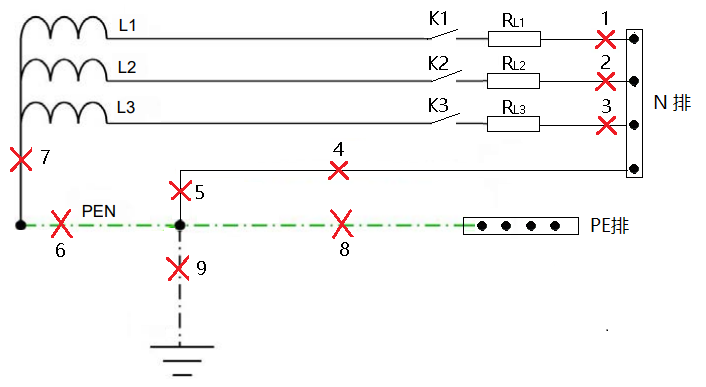 L1 K1 RL1 1
L2 K2 RL2 2
L3 K3 RL3 3
N 排
7 4
5
PEN
6 8 PE排
9